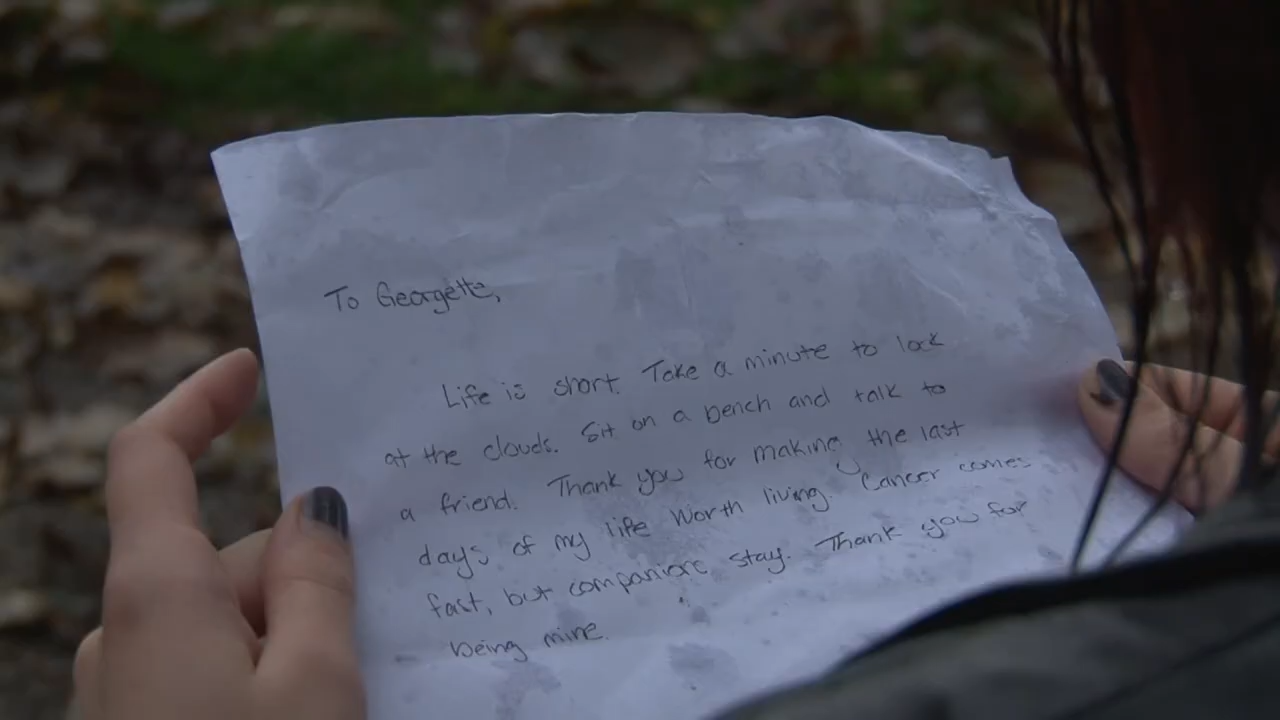 To Georgette,
Life is short. Take a minute to look
at the clouds. Sit on a bench and talk to
a friend. Thank you for making the last
days of my life worth living. Cancer comes
fast, but companions stay. Thank you for
being mine.